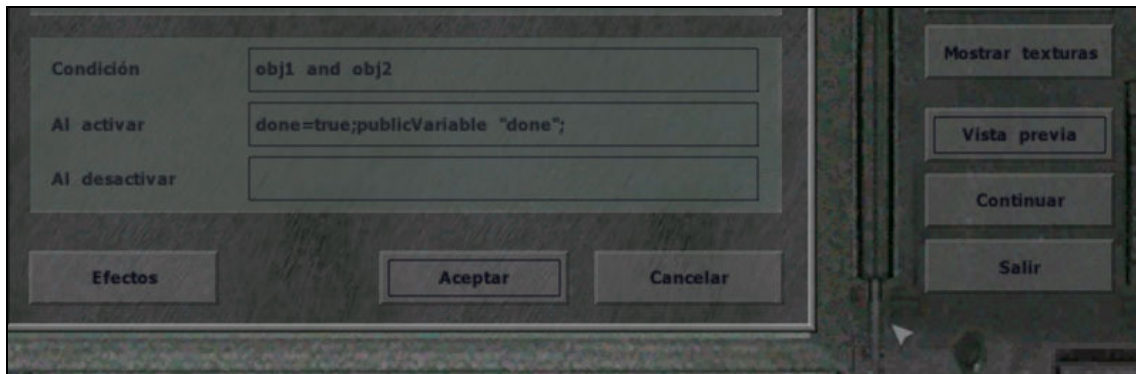 Condición obj1 and obj2
Al activar done=true;publicVariable "done";
Al desactivar
Efectos Aceptar Cancelar
Mostrar texturas
Vista previa
Continuar
Salir